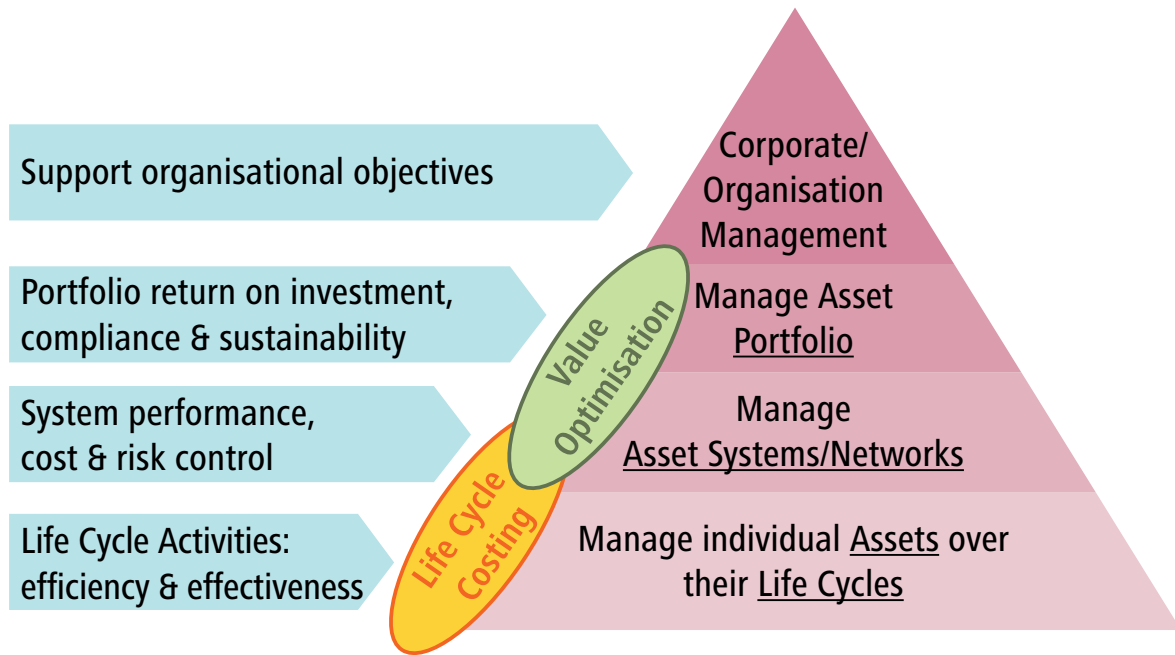 Support organisational objectives
Corporate/
Organisation
Management
Portfolio return on investment,
compliance & sustainability
Value
Optimisation
Manage Asset
Portfolio
System performance,
cost & risk control
Manage
Asset Systems/Networks
Life Cycle Activities:
efficiency & effectiveness
Life Cycle
Costing
Manage individual Assets over
their Life Cycles